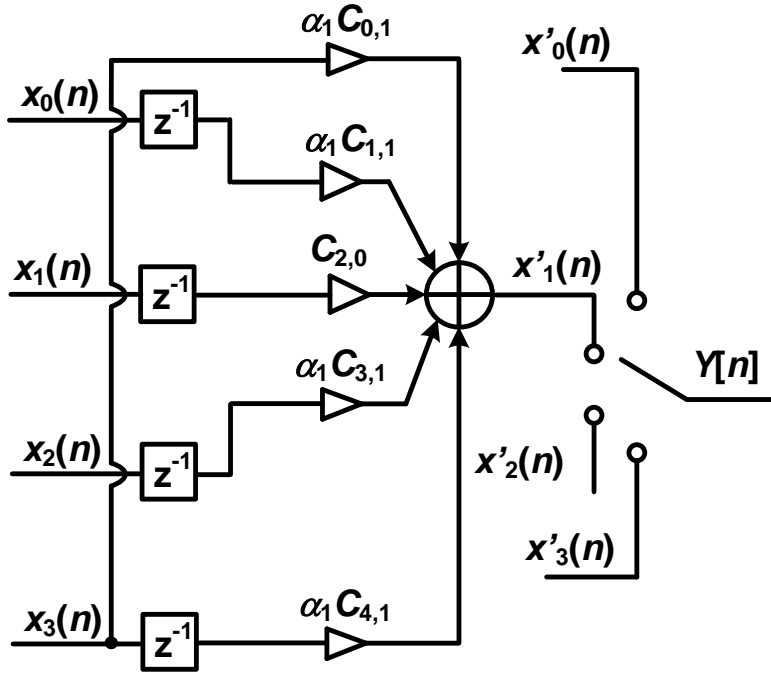 α₁C₀,₁
x'₀(n)
x₀(n)
z⁻¹
α₁C₁,₁
x₁(n)
z⁻¹
C₂,₀
x'₁(n)
Y[n]
α₁C₃,₁
x₂(n)
z⁻¹
x'₂(n)
x'₃(n)
x₃(n)
z⁻¹
α₁C₄,₁